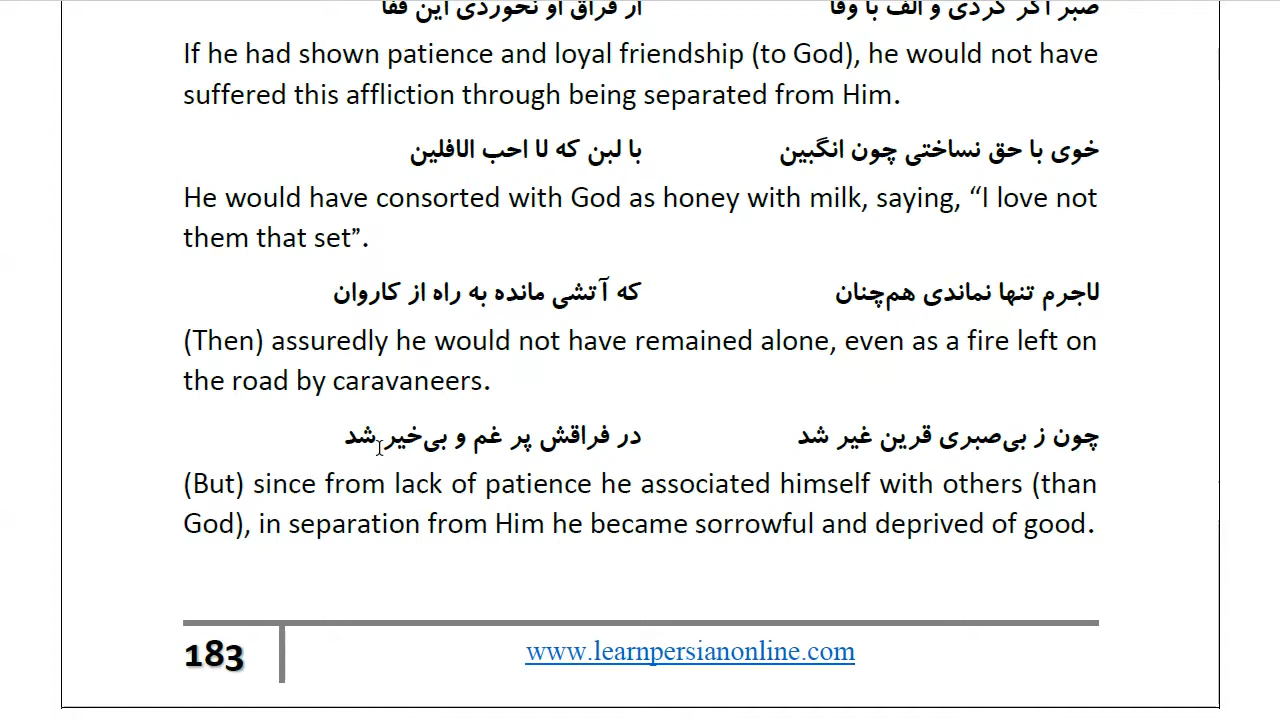 صبر اگر کردی و الف با وفا از فراق او نخوردی این قفا
If he had shown patience and loyal friendship (to God), he would not have
suffered this affliction through being separated from Him.
خوی با حق نساختی چون انگبین با لبن که لا احب الافلین
He would have consorted with God as honey with milk, saying, “I love not
them that set”.
لاجرم تنها نماندی هم‌چنان که آتشی مانده به راه از کاروان
(Then) assuredly he would not have remained alone, even as a fire left on
the road by caravaneers.
چون ز بی‌صبری قرین غیر شد در فراقش پر غم و بی‌خیر شد
(But) since from lack of patience he associated himself with others (than
God), in separation from Him he became sorrowful and deprived of good.
183 www.learnpersianonline.com